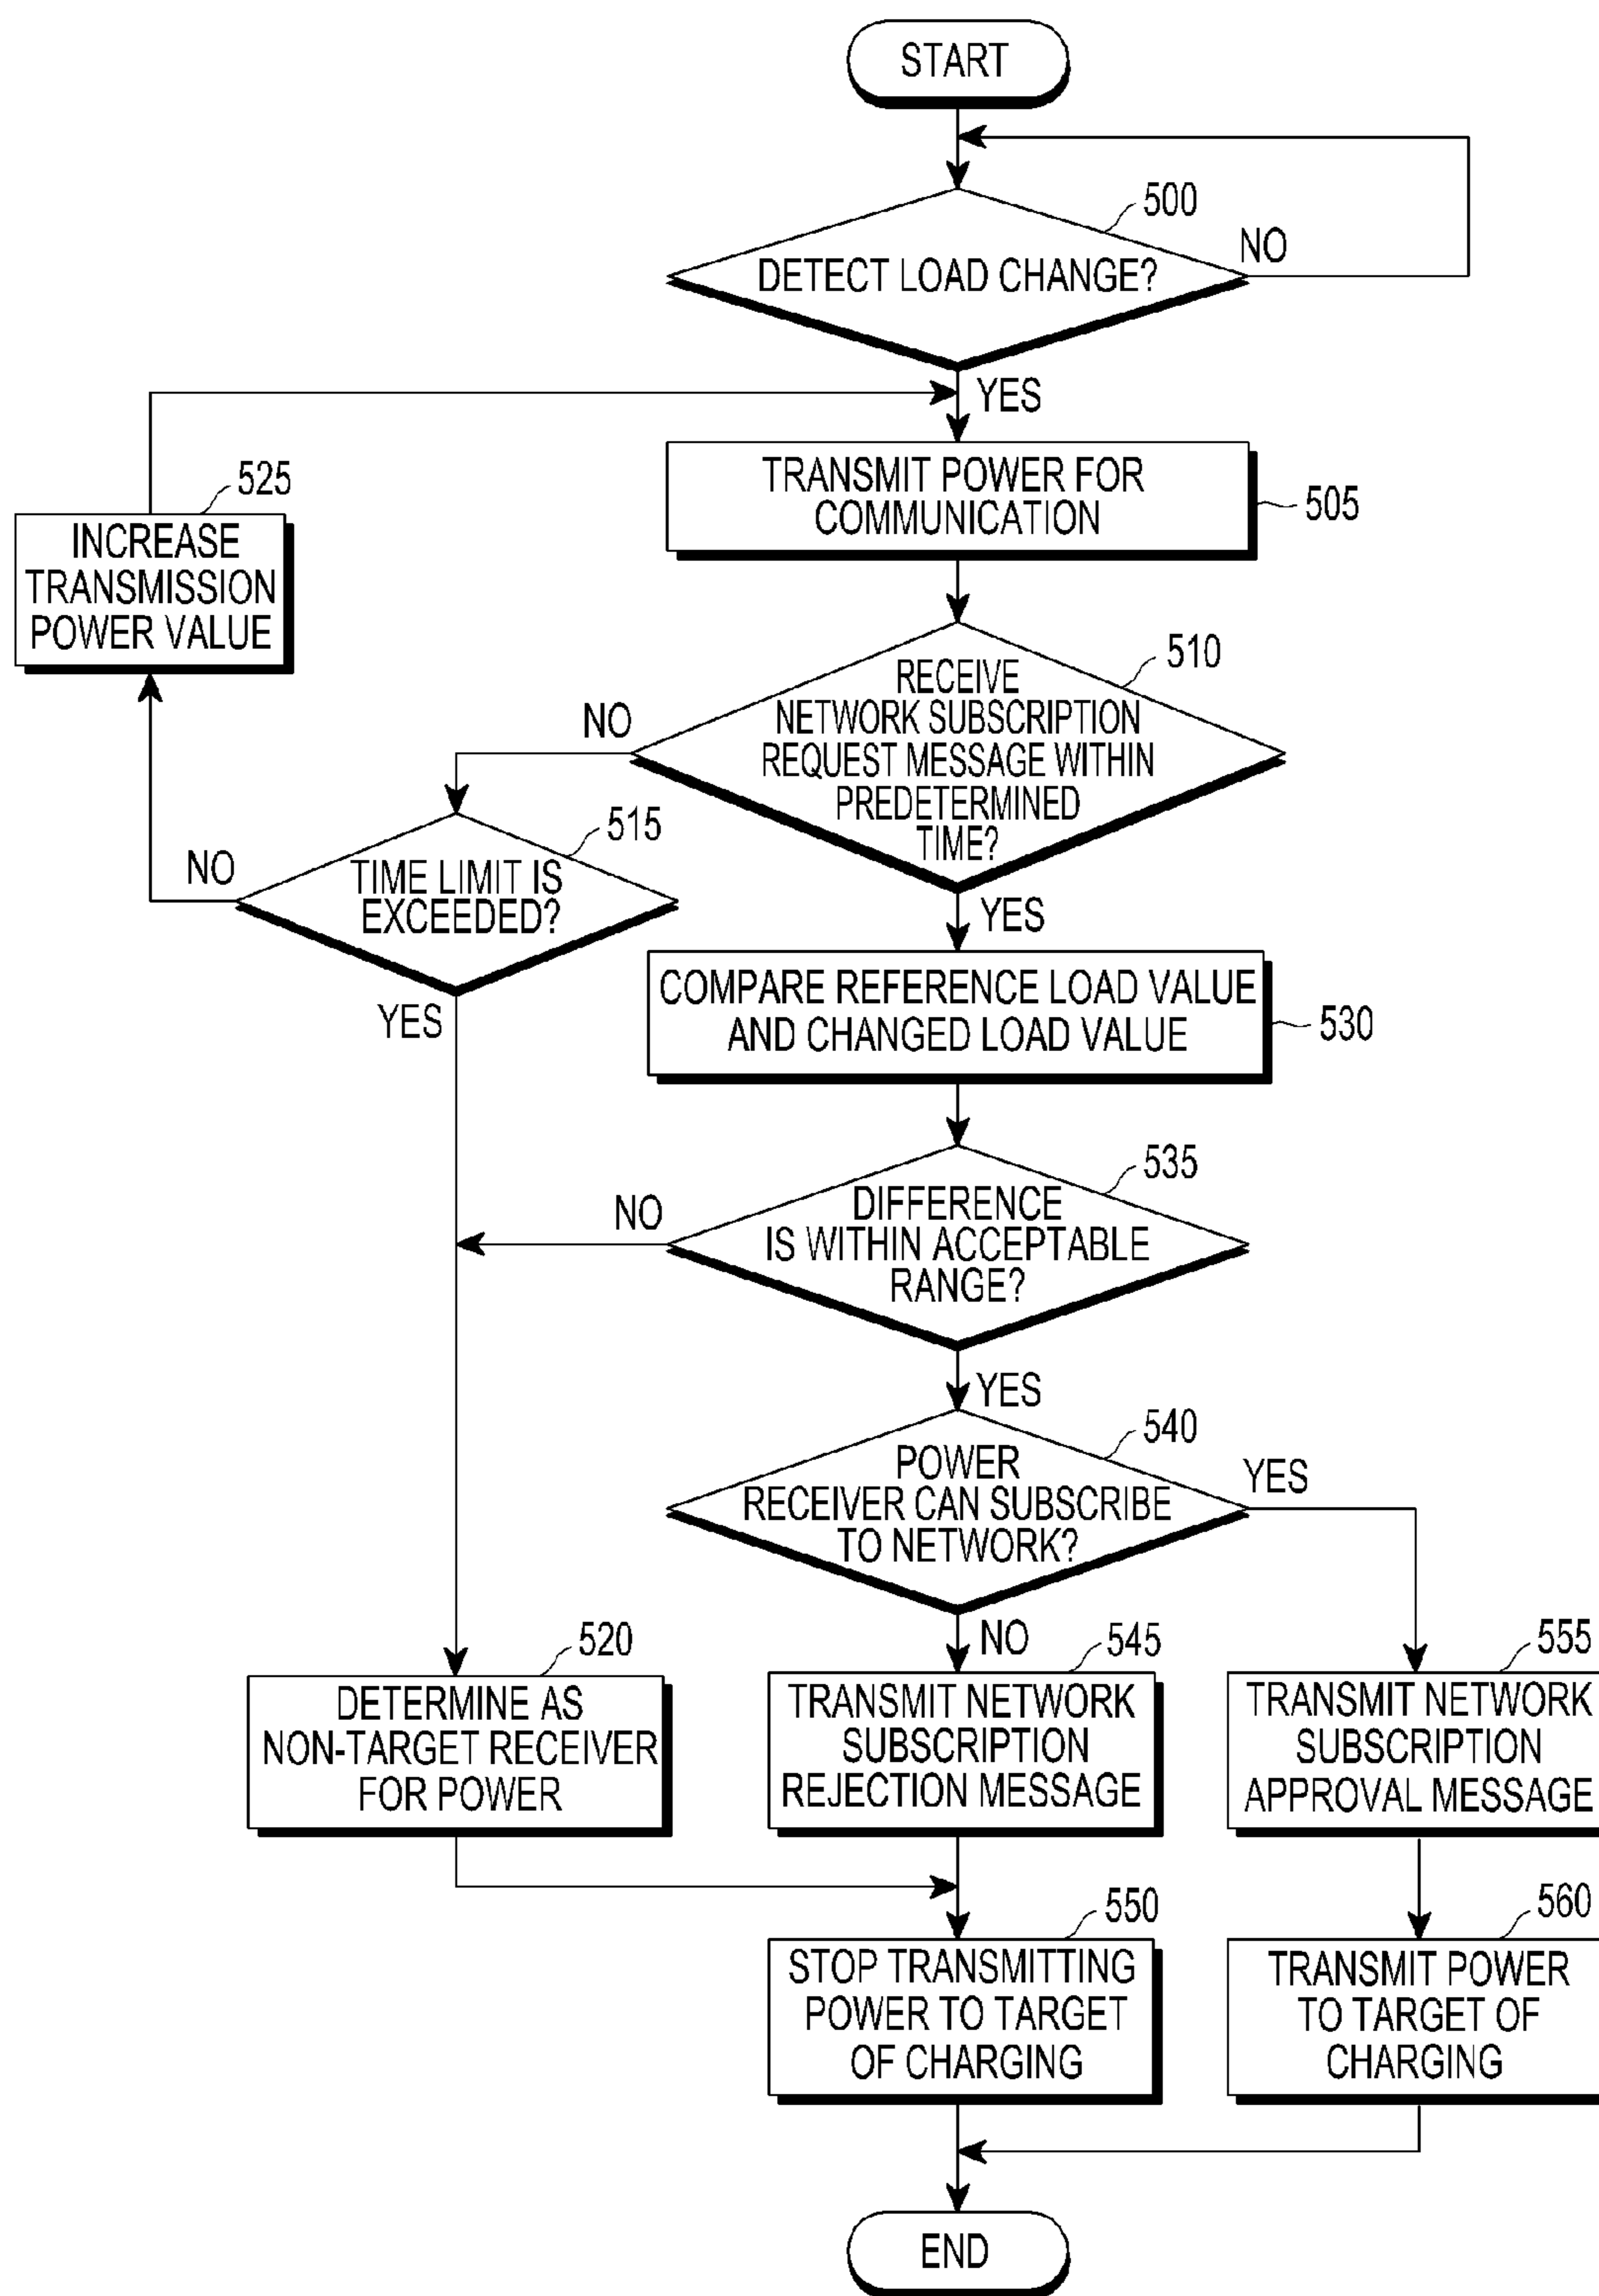 START
500
DETECT LOAD CHANGE?
NO
YES
TRANSMIT POWER FOR
COMMUNICATION
505
525
INCREASE
TRANSMISSION
POWER VALUE
510
RECEIVE
NETWORK SUBSCRIPTION
REQUEST MESSAGE WITHIN
PREDETERMINED
TIME?
NO
515
TIME LIMIT IS
EXCEEDED?
NO
YES
YES
COMPARE REFERENCE LOAD VALUE
AND CHANGED LOAD VALUE
530
535
DIFFERENCE
IS WITHIN ACCEPTABLE
RANGE?
NO
YES
540
POWER
RECEIVER CAN SUBSCRIBE
TO NETWORK?
YES
NO
520
DETERMINE AS
NON-TARGET RECEIVER
FOR POWER
545
TRANSMIT NETWORK
SUBSCRIPTION
REJECTION MESSAGE
555
TRANSMIT NETWORK
SUBSCRIPTION
APPROVAL MESSAGE
550
STOP TRANSMITTING
POWER TO TARGET
OF CHARGING
560
TRANSMIT POWER
TO TARGET OF
CHARGING
END